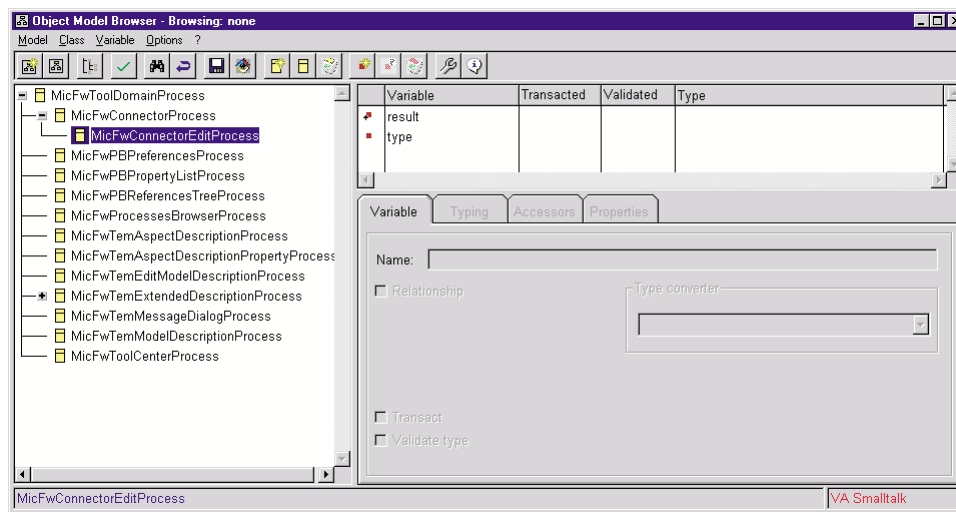 Object Model Browser - Browsing: none
Model Class Variable Options ?
MicFwToolDomainProcess
MicFwConnectorProcess
MicFwConnectorEditProcess
MicFwPBPreferencesProcess
MicFwPBPropertyListProcess
MicFwPBReferencesTreeProcess
MicFwProcessesBrowserProcess
MicFwTemAspectDescriptionProcess
MicFwTemAspectDescriptionPropertyProcess
MicFwTemEditModelDescriptionProcess
MicFwTemExtendedDescriptionProcess
MicFwTemMessageDialogProcess
MicFwTemModelDescriptionProcess
MicFwToolCenterProcess
Variable Transacted Validated Type
result
type
Variable Typing Accessors Properties
Name:
Relationship
Type converter
Transact
Validate type
MicFwConnectorEditProcess
VA Smalltalk